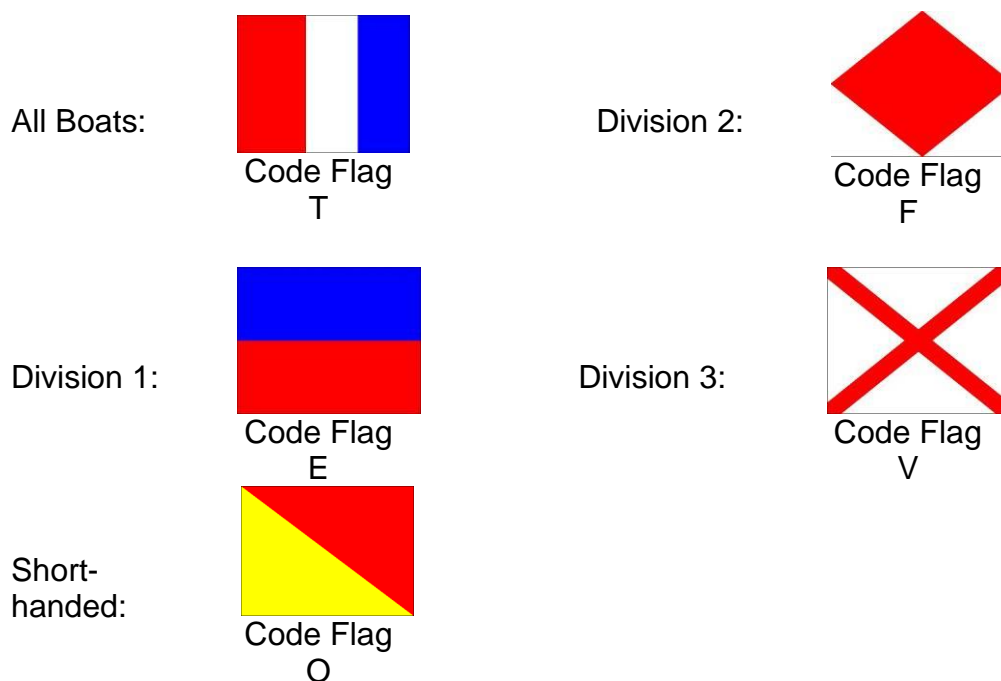 All Boats:
Code Flag
T
Division 2:
Code Flag
F
Division 1:
Code Flag
E
Division 3:
Code Flag
V
Short-
handed:
Code Flag
O